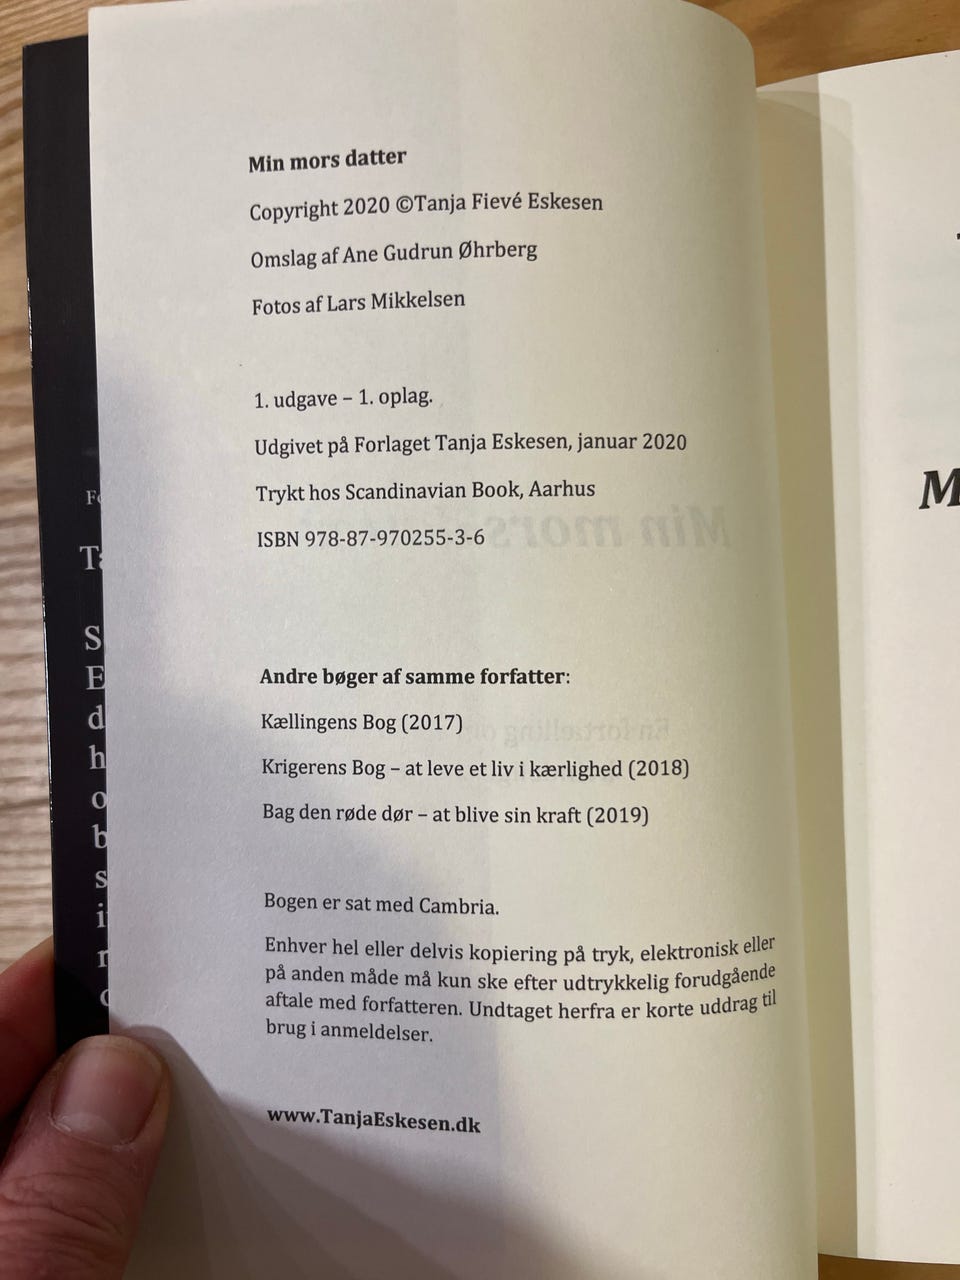 Min mors datter
Copyright 2020 ©Tanja Fievé Eskesen
Omslag af Ane Gudrun Øhrberg
Fotos af Lars Mikkelsen
1. udgave – 1. oplag.
Udgivet på Forlaget Tanja Eskesen, januar 2020
Trykt hos Scandinavian Book, Aarhus
ISBN 978-87-970255-3-6
Andre bøger af samme forfatter:
Kællingens Bog (2017)
Krigerens Bog – at leve et liv i kærlighed (2018)
Bag den røde dør – at blive sin kraft (2019)
Bogen er sat med Cambria.
Enhver hel eller delvis kopiering på tryk, elektronisk eller
på anden måde må kun ske efter udtrykkelig forudgående
aftale med forfatteren. Undtaget herfra er korte uddrag til
brug i anmeldelser.
www.TanjaEskesen.dk